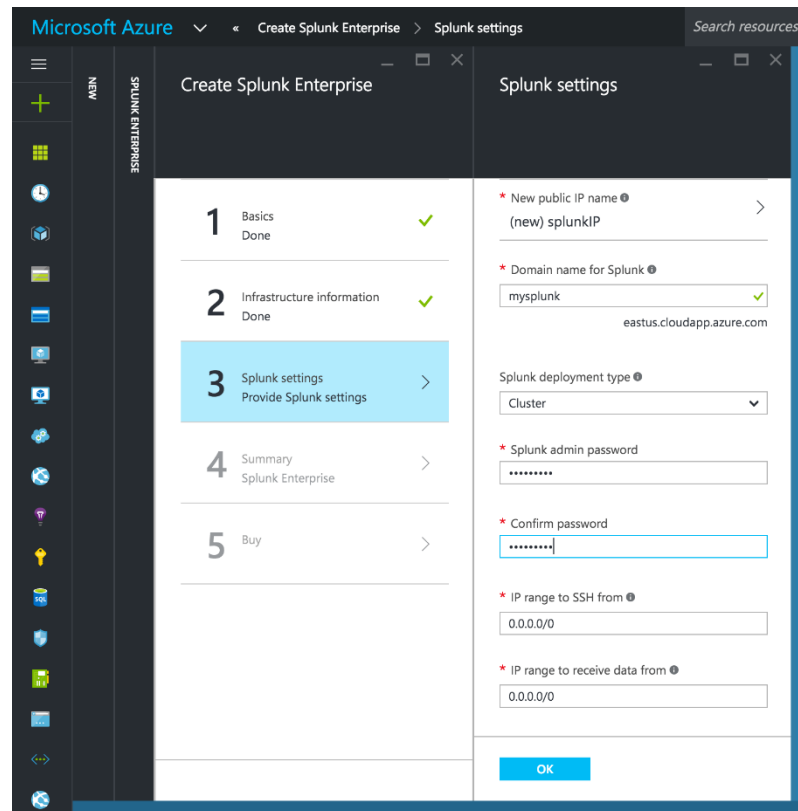 Microsoft Azure « Create Splunk Enterprise > Splunk settings Search resources
NEW
SPLUNK ENTERPRISE
Create Splunk Enterprise
1 Basics
Done
2 Infrastructure information
Done
3 Splunk settings
Provide Splunk settings
4 Summary
Splunk Enterprise
5 Buy
Splunk settings
* New public IP name
(new) splunkIP
* Domain name for Splunk
mysplunk
eastus.cloudapp.azure.com
Splunk deployment type
Cluster
* Splunk admin password
•••••••••
* Confirm password
•••••••••
* IP range to SSH from
0.0.0.0/0
* IP range to receive data from
0.0.0.0/0
OK
SQL